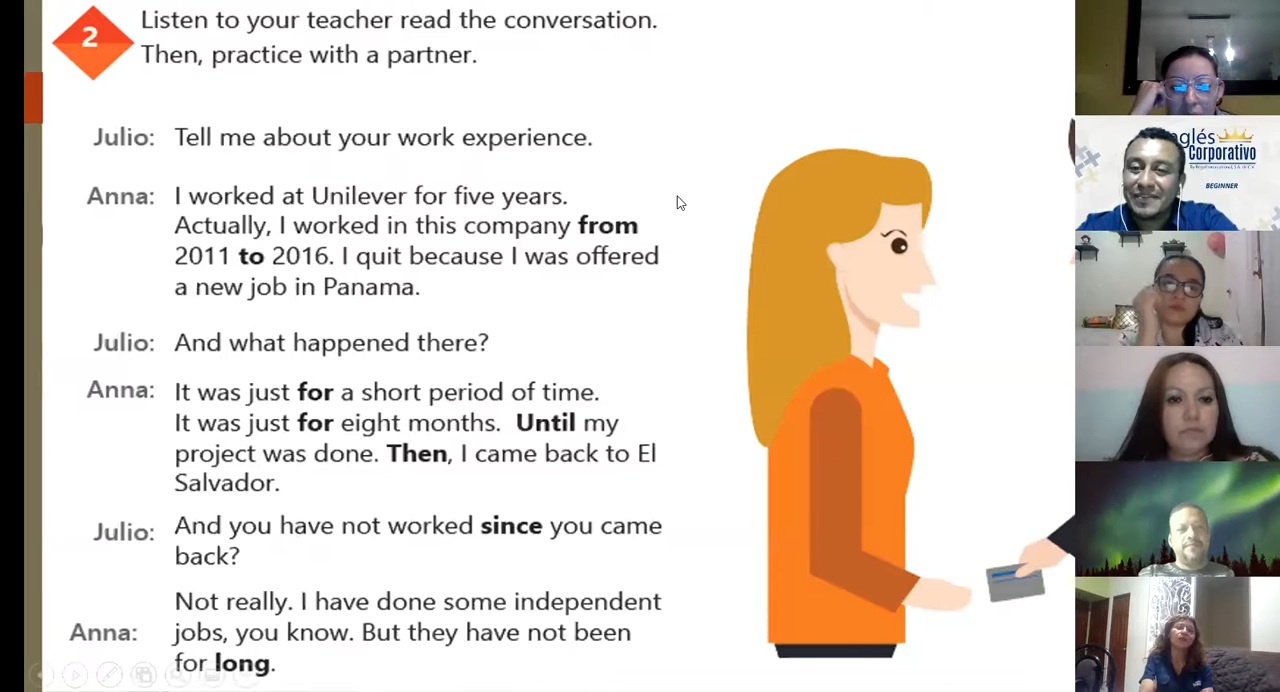 2
Listen to your teacher read the conversation.
Then, practice with a partner.
Julio: Tell me about your work experience.
Anna: I worked at Unilever for five years.
Actually, I worked in this company from
2011 to 2016. I quit because I was offered
a new job in Panama.
Julio: And what happened there?
Anna: It was just for a short period of time.
It was just for eight months. Until my
project was done. Then, I came back to El
Salvador.
Julio: And you have not worked since you came
back?
Not really. I have done some independent
Anna: jobs, you know. But they have not been
for long.
nglés
Corporativo
BEGINNER